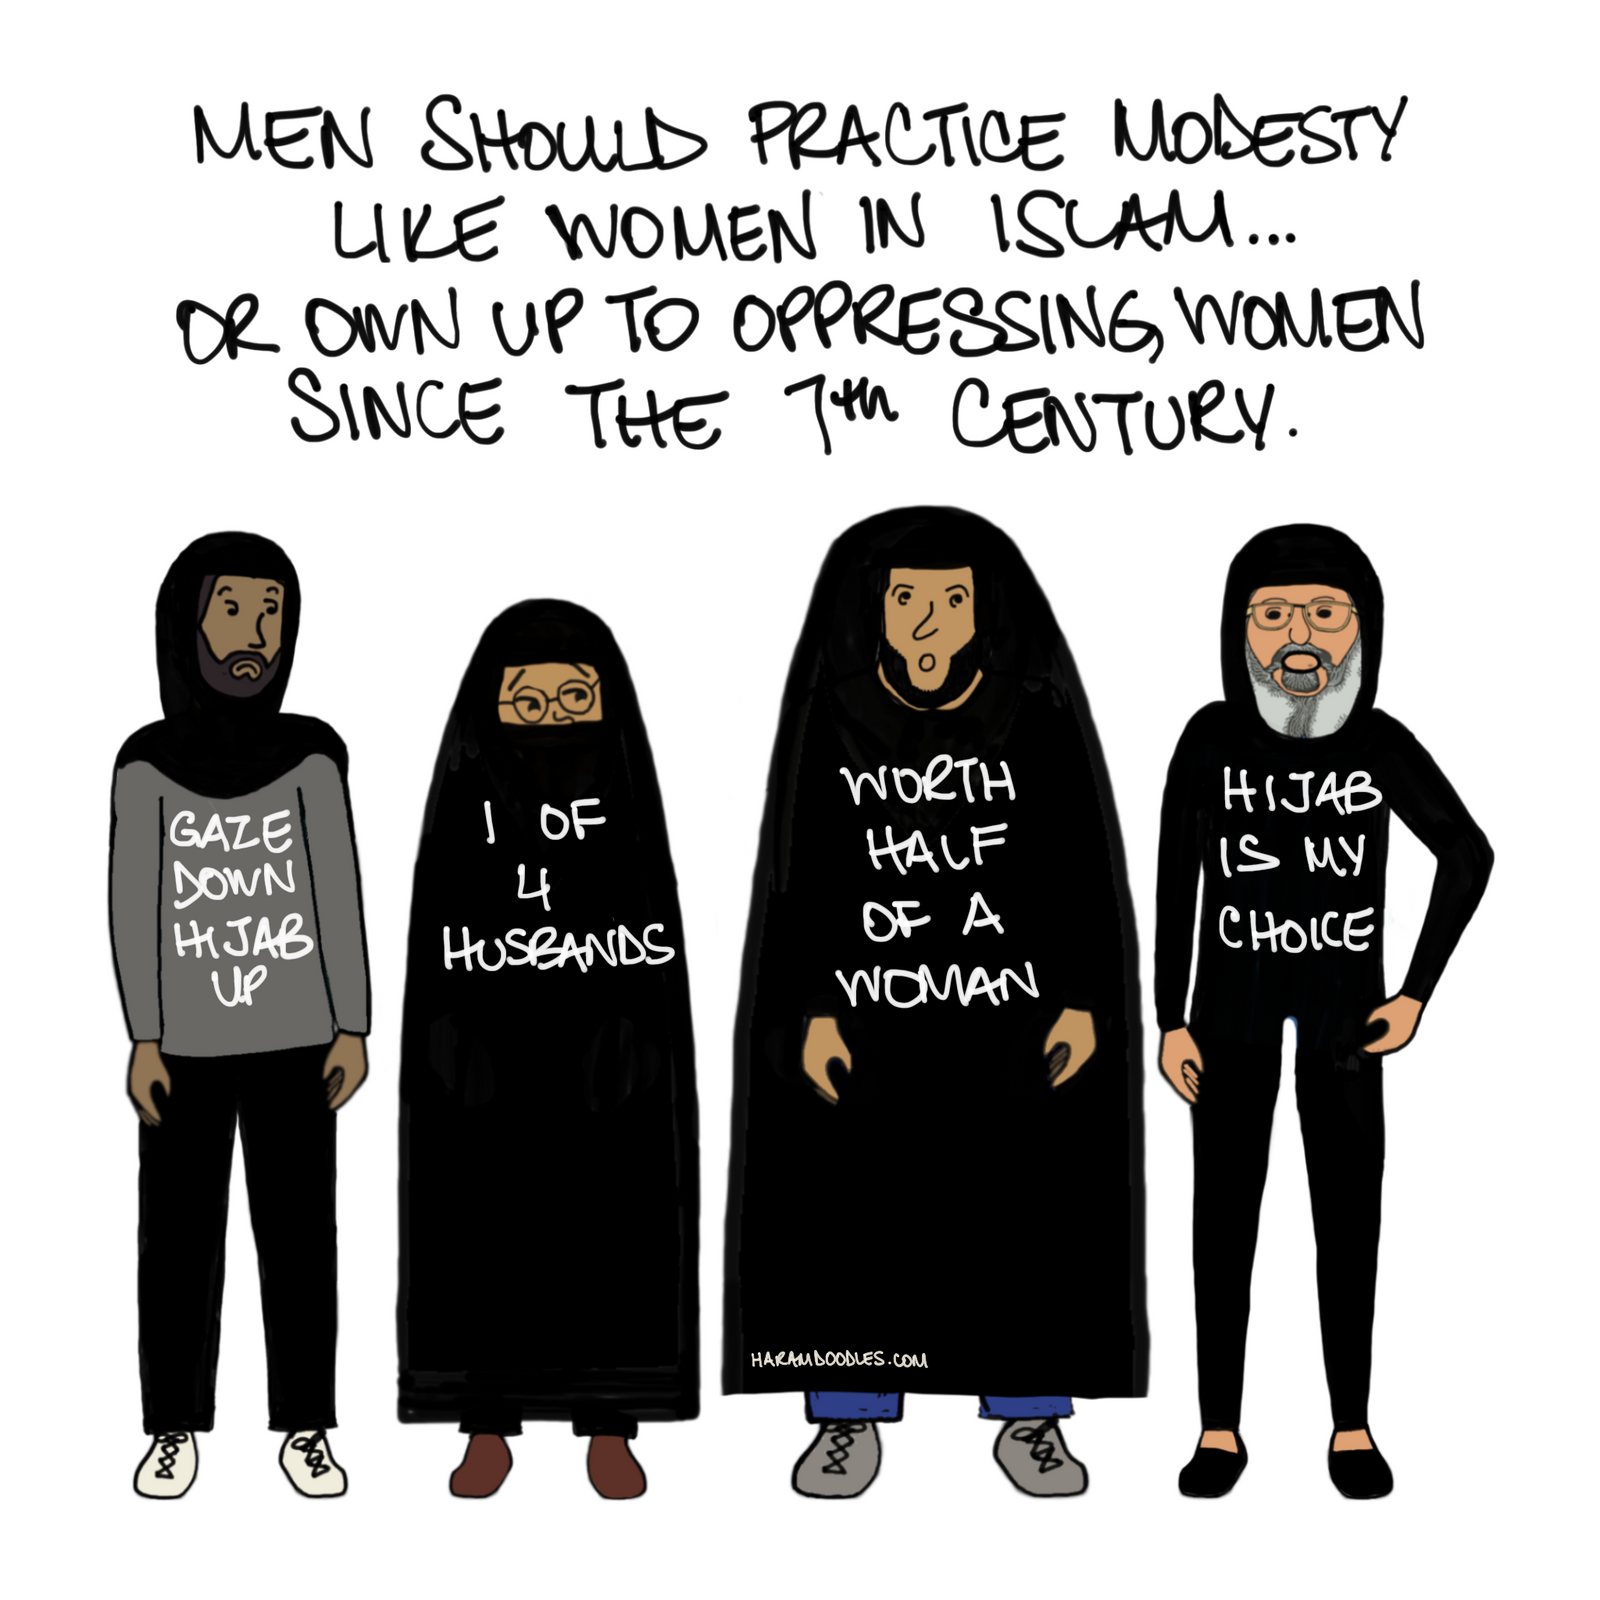 MEN SHOULD PRACTICE MODESTY
LIKE WOMEN IN ISLAM...
OR OWN UP TO OPPRESSING, WOMEN
SINCE THE 7th CENTURY.
GAZE
DOWN
HIJAB
UP
1 OF
4
HUSBANDS
WORTH
HALF
OF A
WOMAN
HIJAB
IS MY
CHOICE
HARAMDOODLES.COM